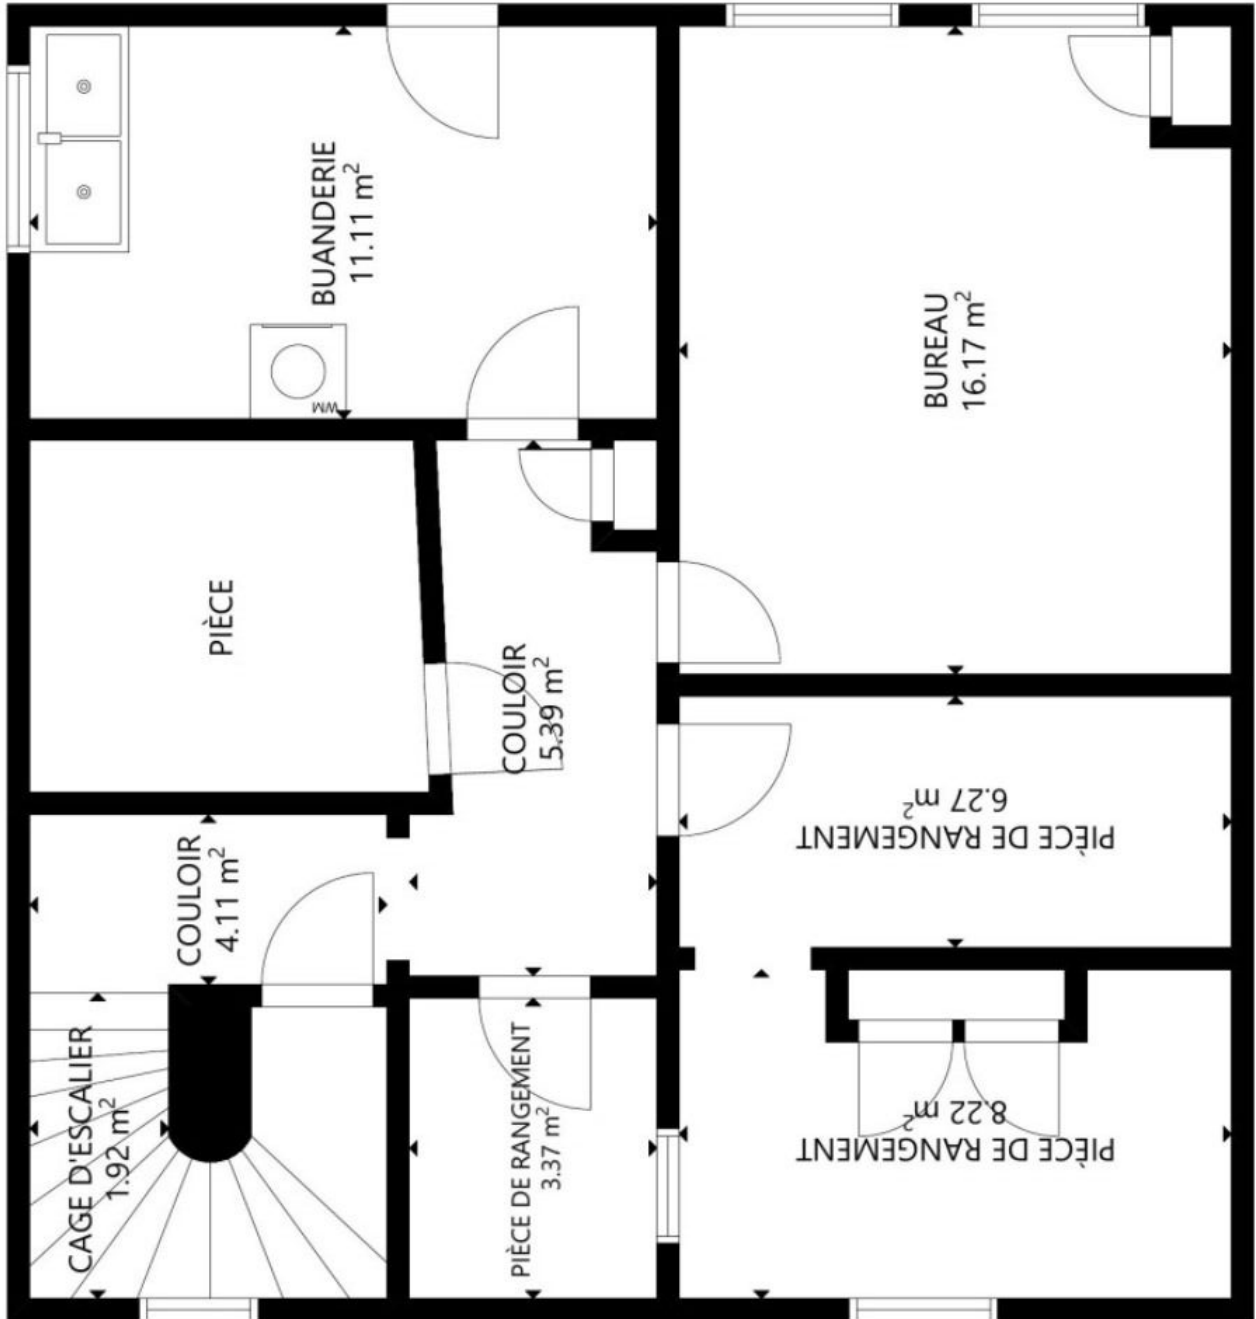 BUANDERIE
11.11 m²
WM
BUREAU
16.17 m²
PIÈCE
COULOIR
5.39 m²
PIÈCE DE RANGEMENT
6.27 m²
COULOIR
4.11 m²
CAGE D'ESCALIER
1.92 m²
PIÈCE DE RANGEMENT
3.37 m²
PIÈCE DE RANGEMENT
8.22 m²